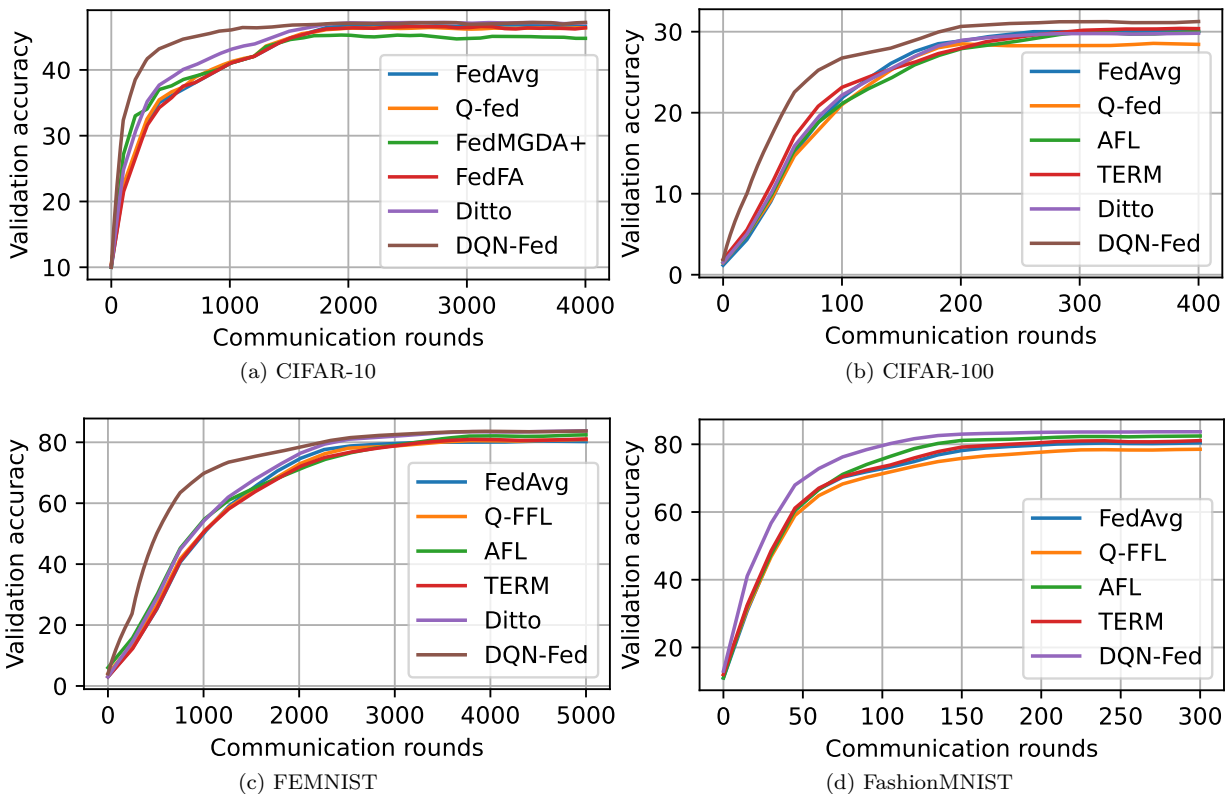 Validation accuracy
40
30
20
10
0
1000
2000
3000
4000
Communication rounds
FedAvg
Q-fed
FedMGDA+
FedFA
Ditto
DQN-Fed
(a) CIFAR-10
Validation accuracy
30
20
10
0
0
100
200
300
400
Communication rounds
FedAvg
Q-fed
AFL
TERM
Ditto
DQN-Fed
(b) CIFAR-100
Validation accuracy
80
60
40
20
0
0
1000
2000
3000
4000
5000
Communication rounds
FedAvg
Q-FFL
AFL
TERM
Ditto
DQN-Fed
(c) FEMNIST
Validation accuracy
80
60
40
20
0
50
100
150
200
250
300
Communication rounds
FedAvg
Q-FFL
AFL
TERM
DQN-Fed
(d) FashionMNIST